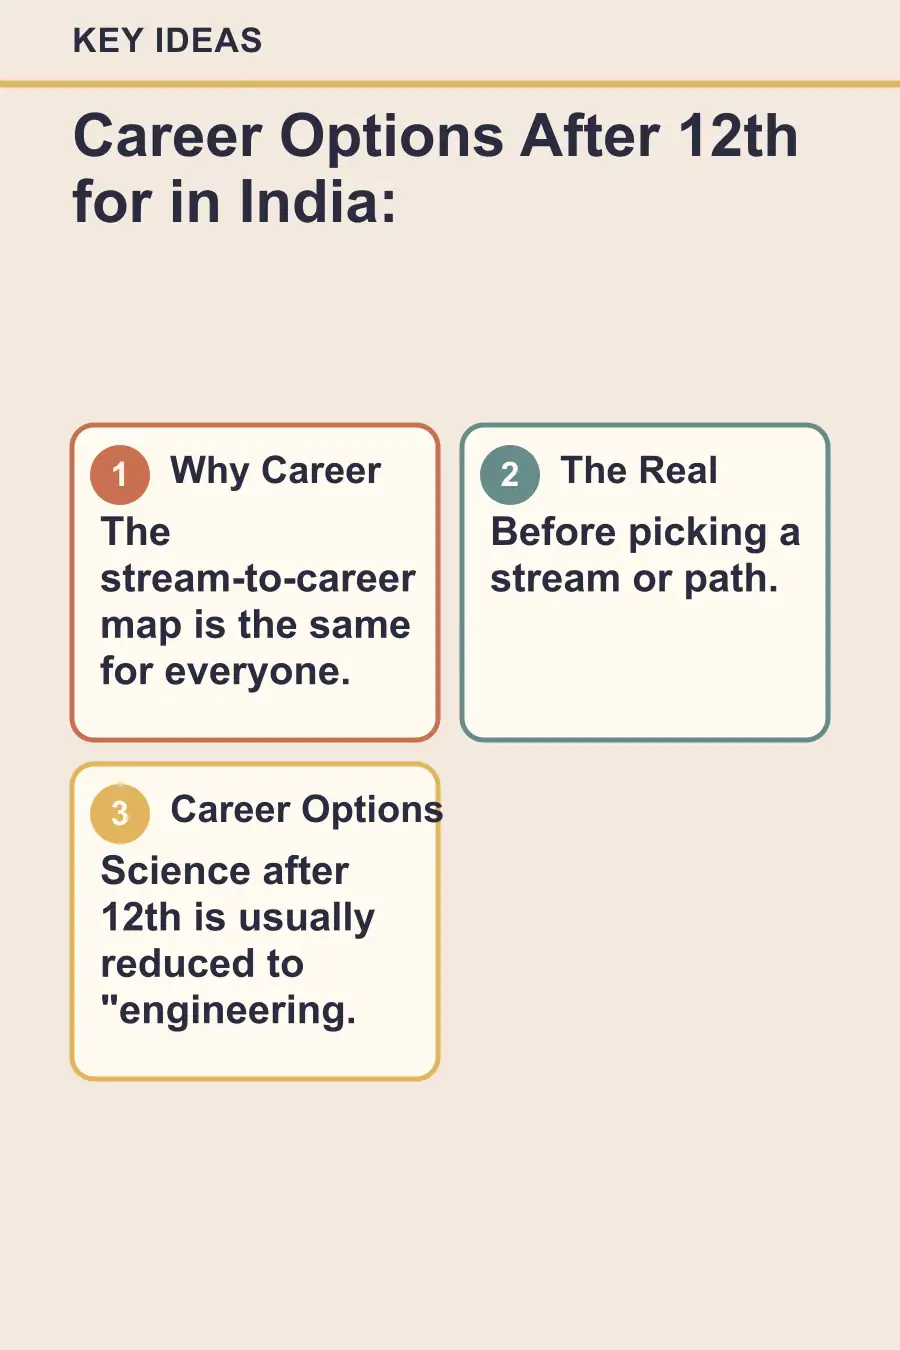 KEY IDEAS
Career Options After 12th
for in India:
1 Why Career
The
stream-to-career
map is the same
for everyone.
2 The Real
Before picking a
stream or path.
3 Career Options
Science after
12th is usually
reduced to
"engineering.